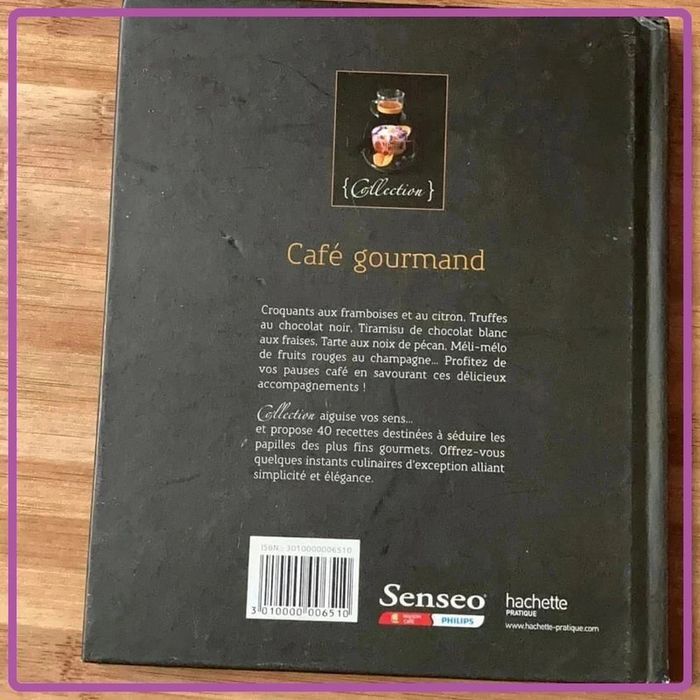 {Collection}
Café gourmand
Croquants aux framboises et au citron, Truffes
au chocolat noir, Tiramisu de chocolat blanc
aux fraises, Tarte aux noix de pécan, Méli-mélo
de fruits rouges au champagne... Profitez de
vos pauses café en savourant ces délicieux
accompagnements !
Collection aiguise vos sens...
et propose 40 recettes destinées à séduire les
papilles des plus fins gourmets. Offrez-vous
quelques instants culinaires d'exception alliant
simplicité et élégance.
ISBN : 3010000006510
3 010000 006510
Senseo
MAISON
CAFÉ
PHILIPS
hachette
PRATIQUE
www.hachette-pratique.com